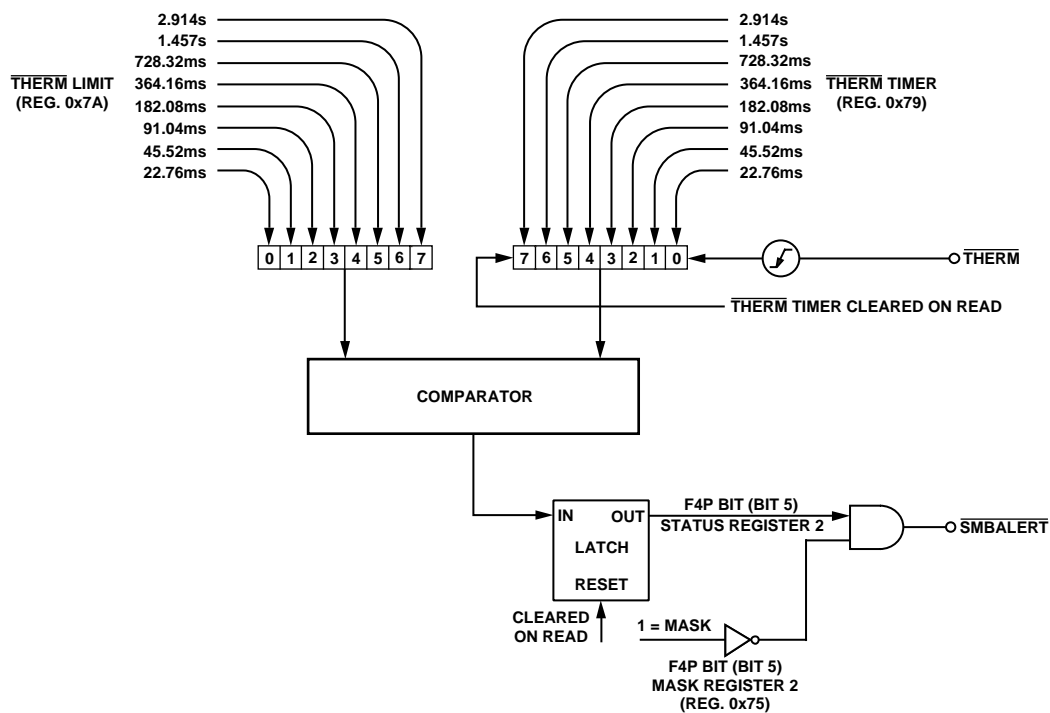 2.914s
1.457s
728.32ms
364.16ms
182.08ms
91.04ms
45.52ms
22.76ms
THERM LIMIT
(REG. 0x7A)
2.914s
1.457s
728.32ms
364.16ms
182.08ms
91.04ms
45.52ms
22.76ms
THERM TIMER
(REG. 0x79)
0 1 2 3 4 5 6 7
7 6 5 4 3 2 1 0
THERM
THERM TIMER CLEARED ON READ
COMPARATOR
IN OUT
LATCH
RESET
F4P BIT (BIT 5)
STATUS REGISTER 2
SMBALERT
CLEARED
ON READ
1 = MASK
F4P BIT (BIT 5)
MASK REGISTER 2
(REG. 0x75)